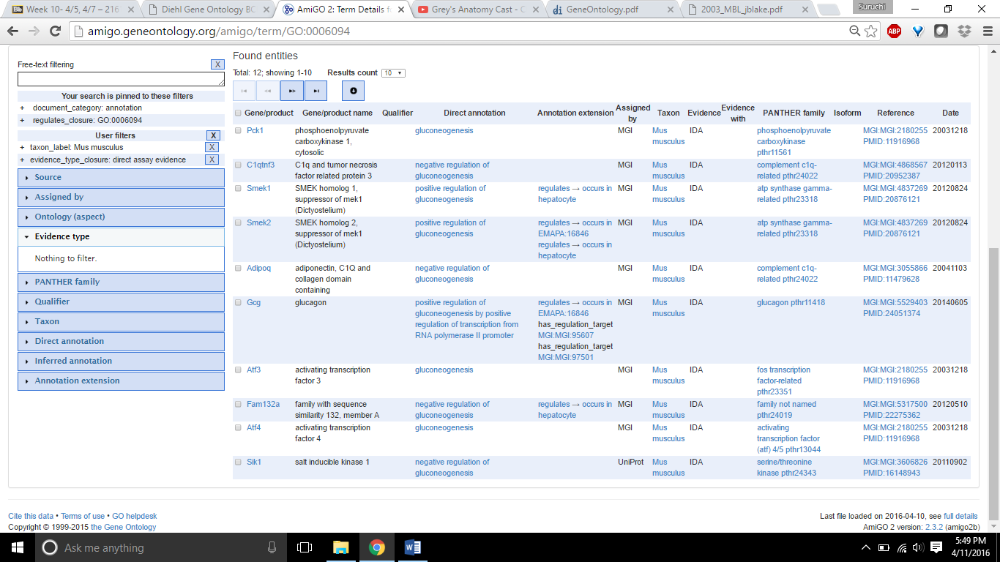 Week 10- 4/5, 4/7 – 216
Diehl Gene Ontology BC
AmiGO 2: Term Details fo
Grey's Anatomy Cast - C
GeneOntology.pdf
2003_MBL_jblake.pdf
Suruchi
amigo.geneontology.org/amigo/term/GO:0006094
Free-text filtering X
Your search is pinned to these filters
+ document_category: annotation
+ regulates_closure: GO:0006094
User filters X
+ taxon_label: Mus musculus X
+ evidence_type_closure: direct assay evidence X
Source
Assigned by
Ontology (aspect)
Evidence type
Nothing to filter.
PANTHER family
Qualifier
Taxon
Direct annotation
Inferred annotation
Annotation extension
Found entities
Total: 12; showing 1-10 Results count 10
Gene/product Gene/product name Qualifier Direct annotation Annotation extension Assigned by Taxon Evidence Evidence with PANTHER family Isoform Reference Date
Pck1 phosphoenolpyruvate gluconeogenesis MGI Mus IDA phosphoenolpyruvate MGI:MGI:2180255 20031218
carboxykinase 1, musculus carboxykinase PMID:11916968
cytosolic pthr11561
C1qtnf3 C1q and tumor necrosis negative regulation of MGI Mus IDA complement c1q- MGI:MGI:4868567 20120113
factor related protein 3 gluconeogenesis musculus related pthr24022 PMID:20952387
Smek1 SMEK homolog 1, positive regulation of regulates → occurs in MGI Mus IDA atp synthase gamma- MGI:MGI:4837269 20120824
suppressor of mek1 gluconeogenesis hepatocyte musculus related pthr23318 PMID:20876121
(Dictyostelium)
Smek2 SMEK homolog 2, positive regulation of regulates → occurs in MGI Mus IDA atp synthase gamma- MGI:MGI:4837269 20120824
suppressor of mek1 gluconeogenesis EMAPA:16846 musculus related pthr23318 PMID:20876121
(Dictyostelium) regulates → occurs in
hepatocyte
Adipoq adiponectin, C1Q and negative regulation of MGI Mus IDA complement c1q- MGI:MGI:3055866 20041103
collagen domain gluconeogenesis musculus related pthr24022 PMID:11479628
containing
Gcg glucagon positive regulation of regulates → occurs in MGI Mus IDA glucagon pthr11418 MGI:MGI:5529403 20140605
gluconeogenesis by positive EMAPA:16846 musculus PMID:24051374
regulation of transcription from has_regulation_target
RNA polymerase II promoter MGI:MGI:95607
has_regulation_target
MGI:MGI:97501
Atf3 activating transcription gluconeogenesis MGI Mus IDA fos transcription MGI:MGI:2180255 20031218
factor 3 musculus factor-related PMID:11916968
pthr23351
Fam132a family with sequence negative regulation of regulates → occurs in MGI Mus IDA family not named MGI:MGI:5317500 20120510
similarity 132, member A gluconeogenesis hepatocyte musculus pthr24019 PMID:22275362
Atf4 activating transcription gluconeogenesis MGI Mus IDA activating MGI:MGI:2180255 20031218
factor 4 musculus transcription factor PMID:11916968
(atf) 4/5 pthr13044
Sik1 salt inducible kinase 1 negative regulation of UniProt Mus IDA serine/threonine MGI:MGI:3606826 20110902
gluconeogenesis musculus kinase pthr24343 PMID:16148943
Cite this data • Terms of use • GO helpdesk
Copyright © 1999-2015 the Gene Ontology
Last file loaded on 2016-04-10, see full details
AmiGO 2 version: 2.3.2 (amigo2b)
Ask me anything
5:49 PM
4/11/2016